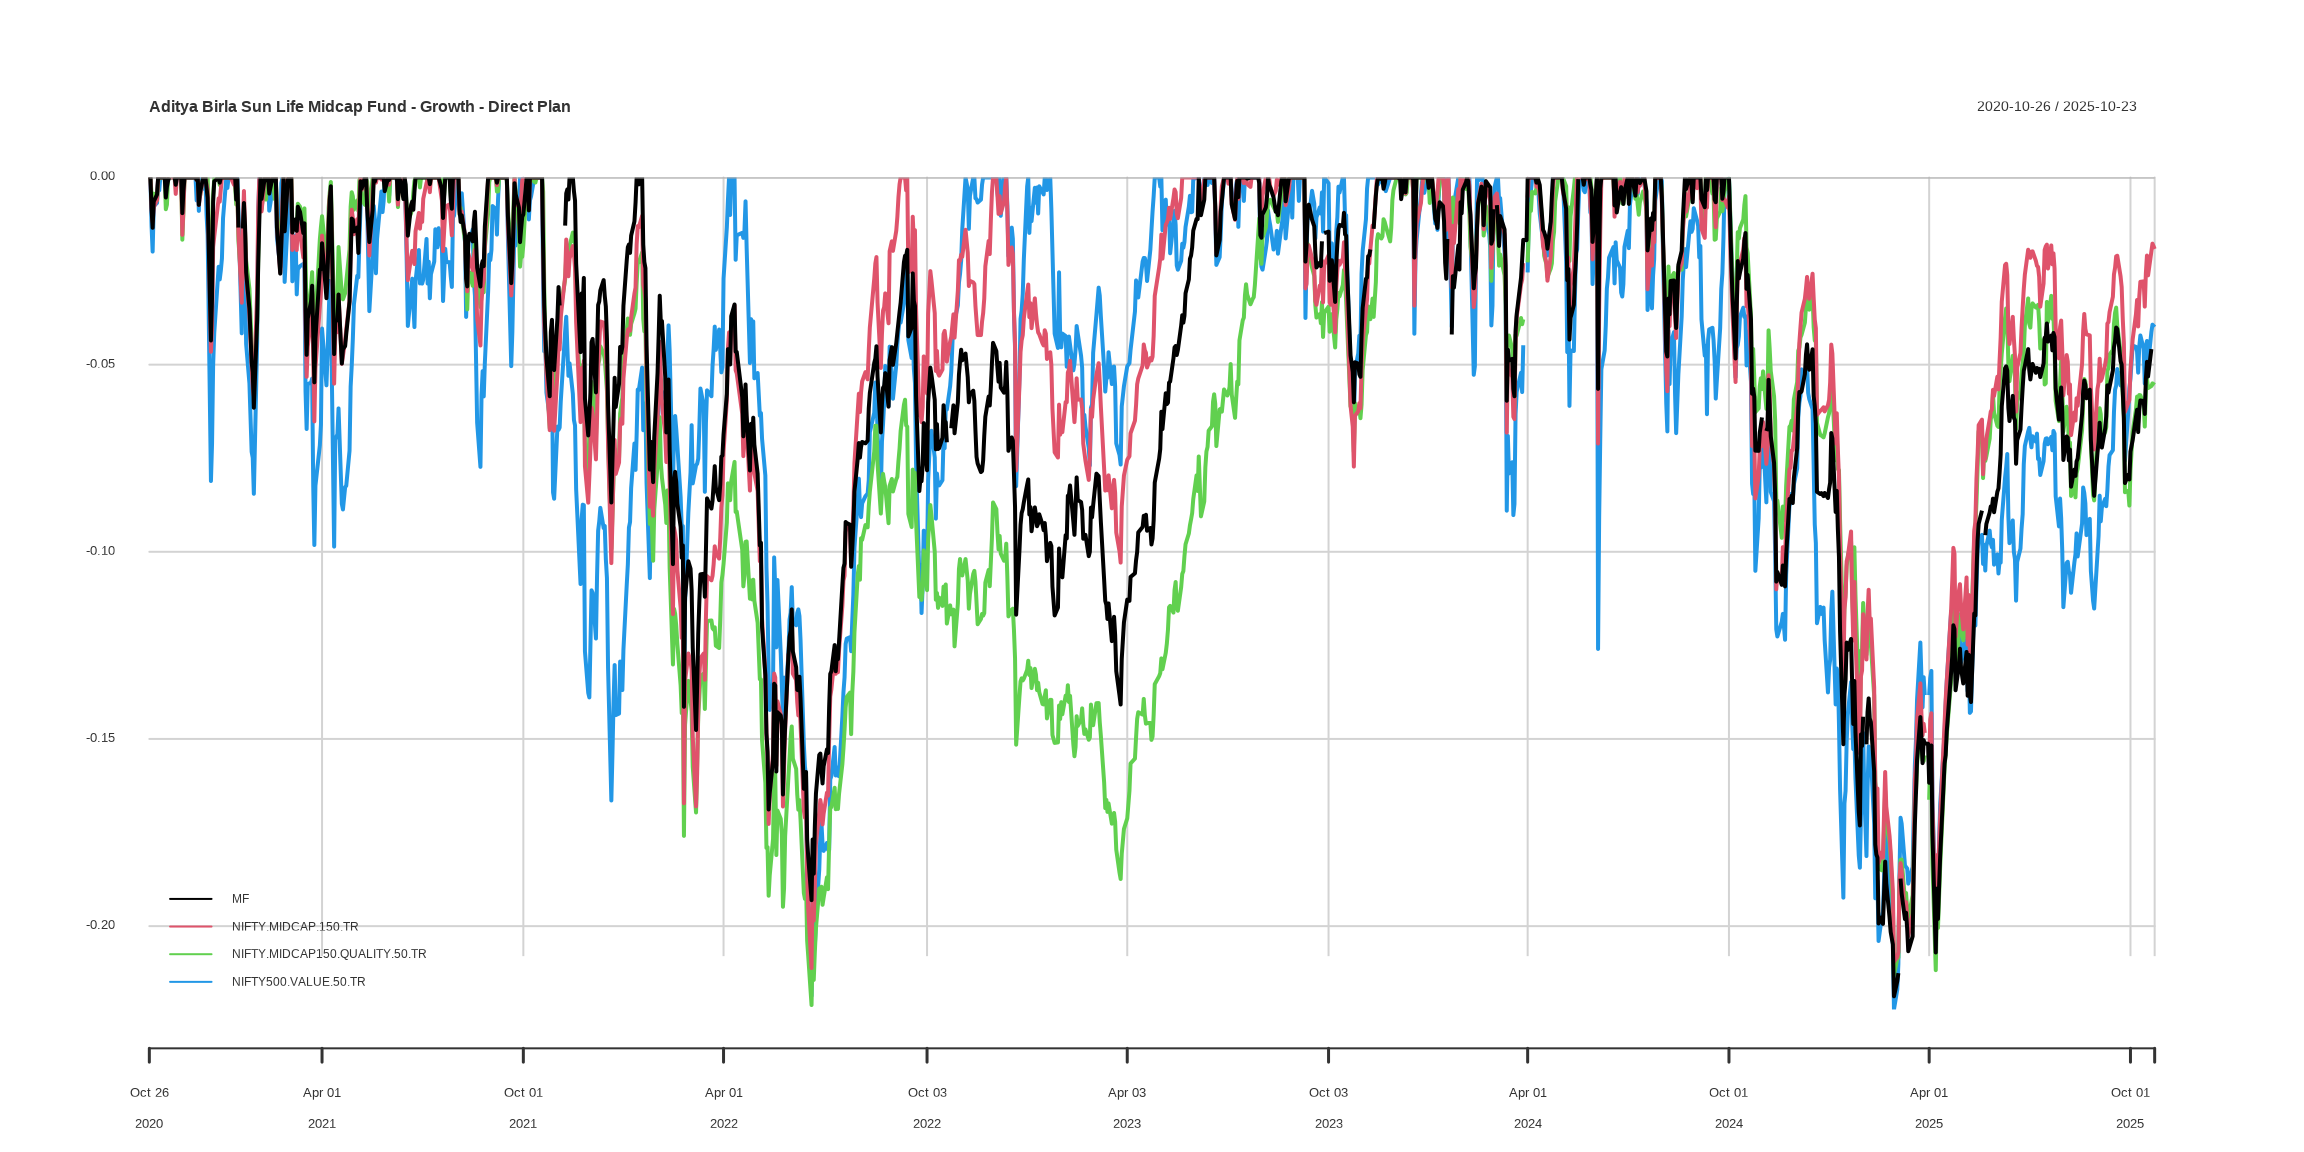 Aditya Birla Sun Life Midcap Fund - Growth - Direct Plan
2020-10-26 / 2025-10-23
0.00
-0.05
-0.10
-0.15
-0.20
MF
NIFTY.MIDCAP.150.TR
NIFTY.MIDCAP150.QUALITY.50.TR
NIFTY500.VALUE.50.TR
Oct 26 Apr 01 Oct 01 Apr 01 Oct 03 Apr 03 Oct 03 Apr 01 Oct 01 Apr 01 Oct 01
2020 2021 2021 2022 2022 2023 2023 2024 2024 2025 2025